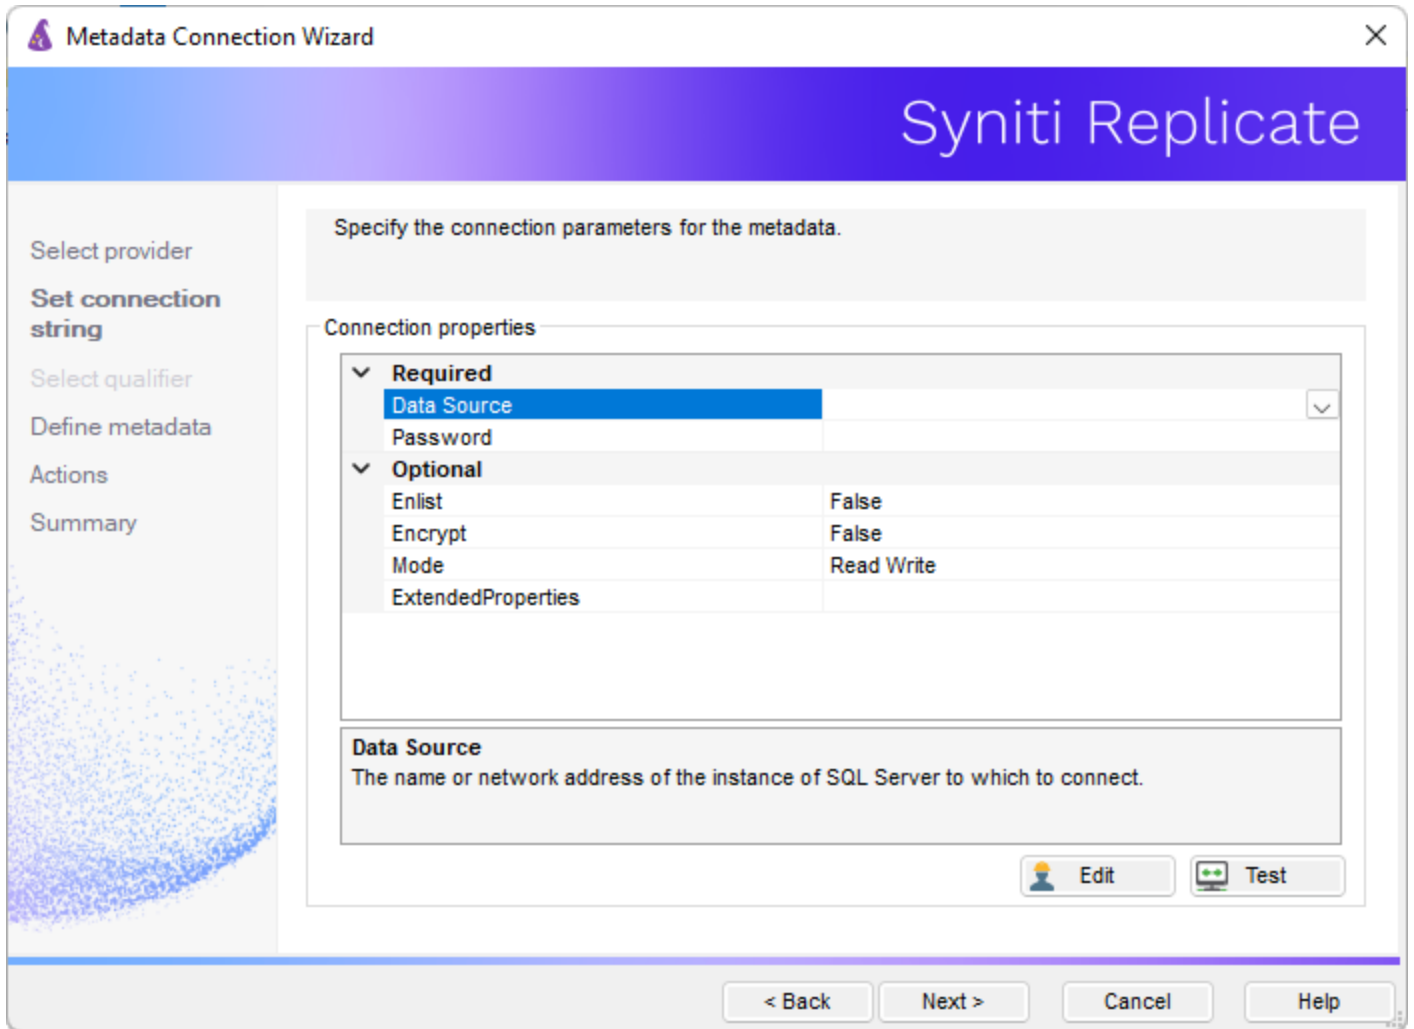 Metadata Connection Wizard
Syniti Replicate
Select provider
Set connection
string
Select qualifier
Define metadata
Actions
Summary
Specify the connection parameters for the metadata.
Connection properties
Required
Data Source
Password
Optional
Enlist False
Encrypt False
Mode Read Write
ExtendedProperties
Data Source
The name or network address of the instance of SQL Server to which to connect.
Edit Test
< Back Next > Cancel Help